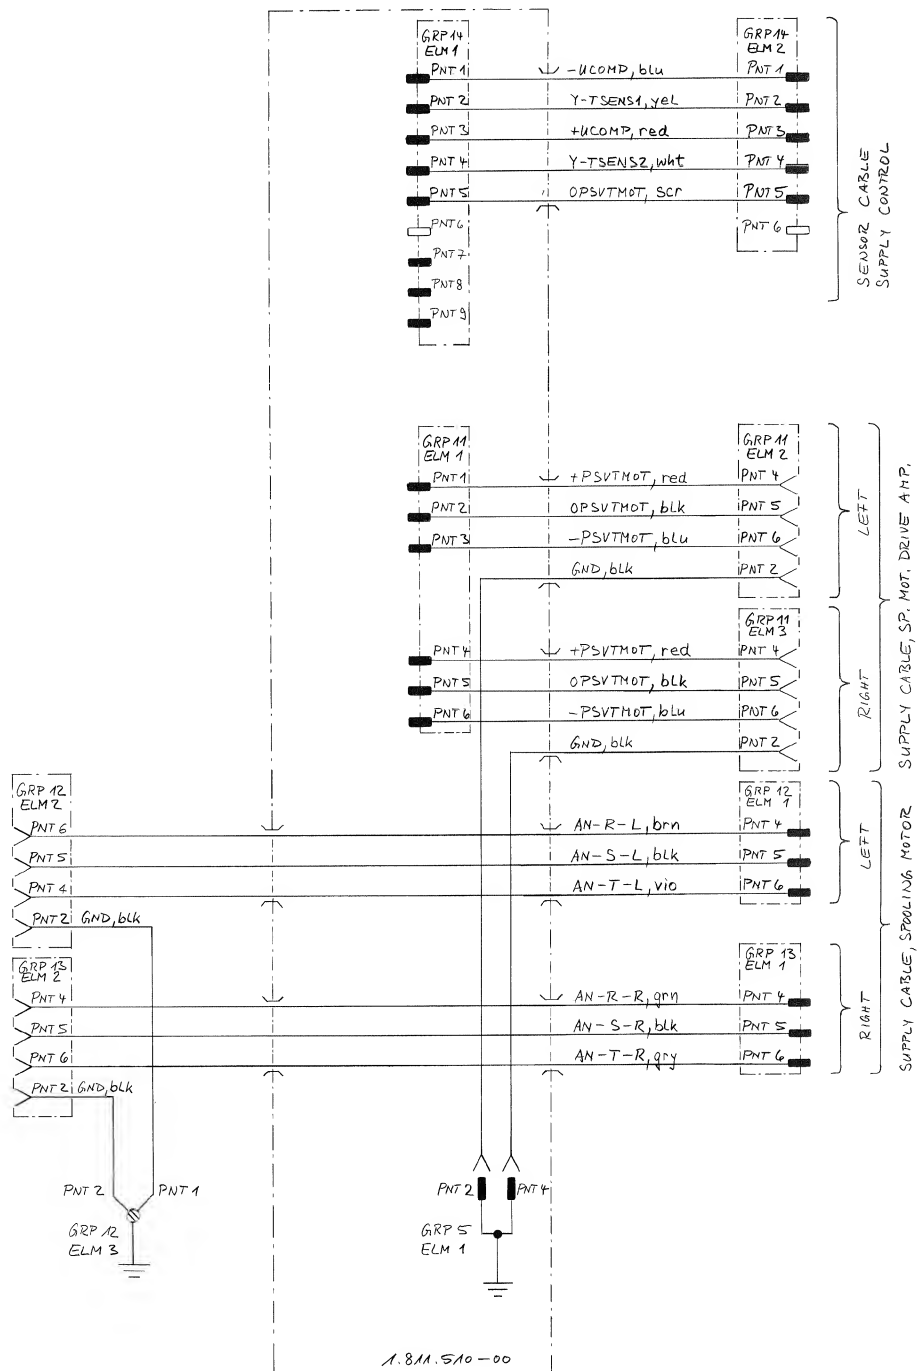 GRP 14
ELM 1
GRP 14
ELM 2
PNT 1 -UCOMP, blu PNT 1
PNT 2 Y-TSENS1, yel PNT 2
PNT 3 +UCOMP, red PNT 3
PNT 4 Y-TSENS2, wht PNT 4
PNT 5 OPSVTMOT, scr PNT 5
PNT 6 PNT 6
PNT 7
PNT 8
PNT 9
SENSOR CABLE
SUPPLY CONTROL
GRP 11
ELM 1
GRP 11
ELM 2
PNT 1 +PSVTMOT, red PNT 4
PNT 2 OPSVTMOT, blk PNT 5
PNT 3 -PSVTMOT, blu PNT 6
GND, blk PNT 2
LEFT
GRP 11
ELM 3
PNT 4 +PSVTMOT, red PNT 4
PNT 5 OPSVTMOT, blk PNT 5
PNT 6 -PSVTMOT, blu PNT 6
GND, blk PNT 2
RIGHT
SUPPLY CABLE, SP. MOT. DRIVE AMP.
GRP 12
ELM 2
GRP 12
ELM 1
PNT 6 AN-R-L, brn PNT 4
PNT 5 AN-S-L, blk PNT 5
PNT 4 AN-T-L, vio PNT 6
PNT 2 GND, blk
LEFT
GRP 13
ELM 2
GRP 13
ELM 1
PNT 4 AN-R-R, grn PNT 4
PNT 5 AN-S-R, blk PNT 5
PNT 6 AN-T-R, gry PNT 6
PNT 2 GND, blk
RIGHT
SUPPLY CABLE, SPOOLING MOTOR
PNT 2 PNT 1
GRP 12
ELM 3
PNT 2 PNT 4
GRP 5
ELM 1
1.811.510-00